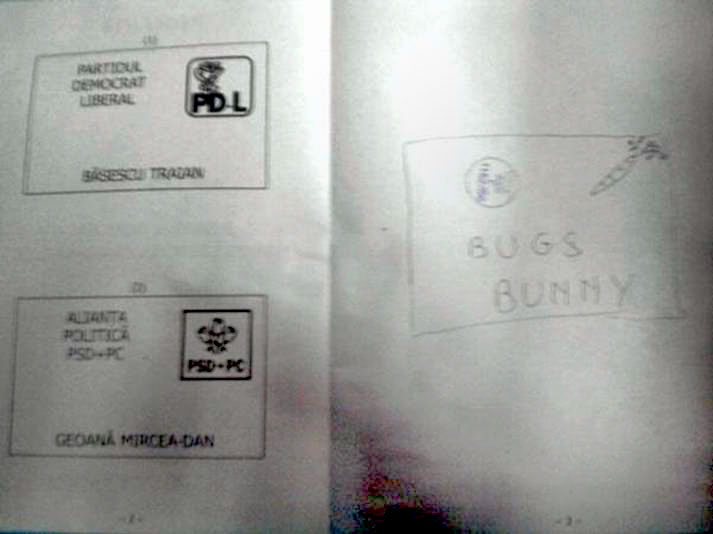 (1)
PARTIDUL
DEMOCRAT
LIBERAL
PD-L
BĂSESCU TRAIAN
(2)
ALIANȚA
POLITICĂ
PSD+PC
PSD+PC
GEOANĂ MIRCEA-DAN
- 2 -
BUGS
BUNNY
- 3 -